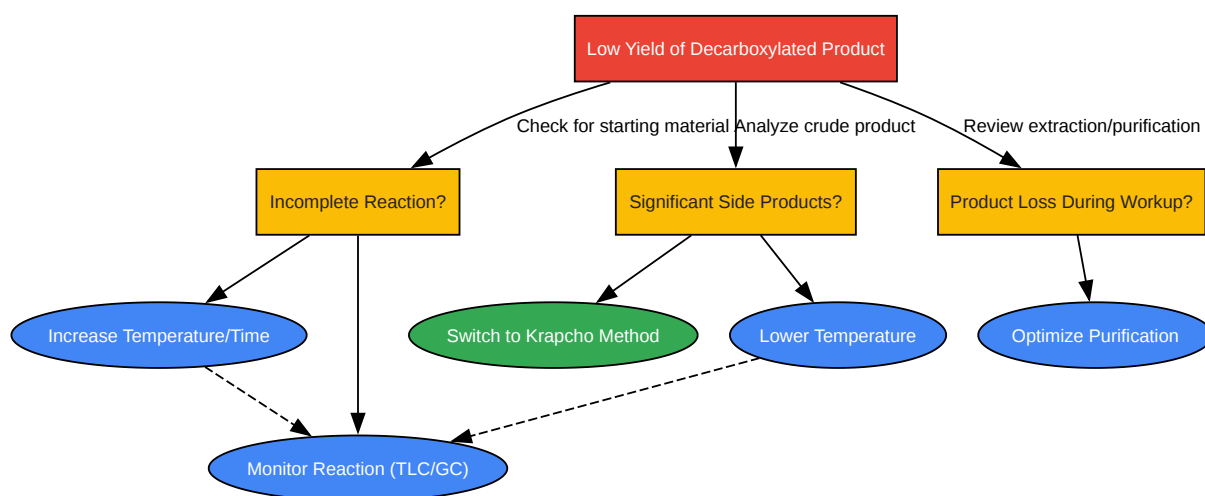 Low Yield of Decarboxylated Product
Check for starting material
Analyze crude product
Review extraction/purification
Incomplete Reaction?
Significant Side Products?
Product Loss During Workup?
Increase Temperature/Time
Switch to Krapcho Method
Lower Temperature
Optimize Purification
Monitor Reaction (TLC/GC)